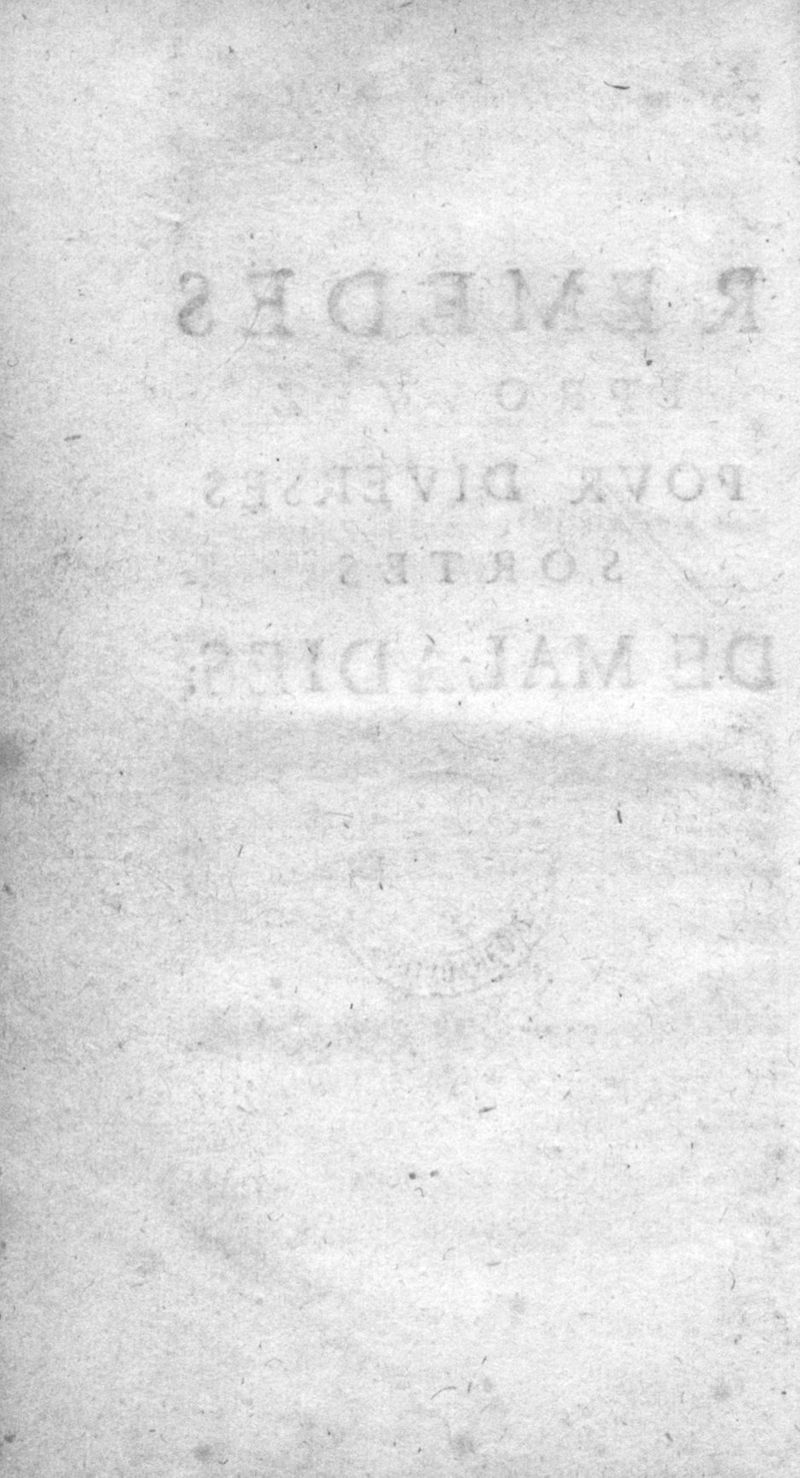 REMEDES
POVR DIVERSES
SORTES
DE MALADIES.